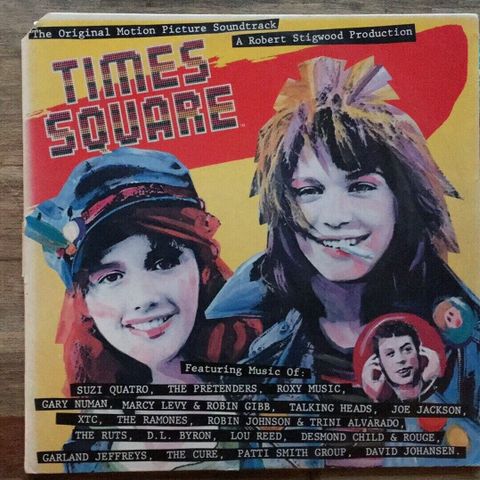 The Original Motion Picture Soundtrack
A Robert Stigwood Production
TIMES
SQUARE™
Featuring Music Of:
SUZI QUATRO, THE PRETENDERS, ROXY MUSIC,
GARY NUMAN, MARCY LEVY & ROBIN GIBB, TALKING HEADS, JOE JACKSON,
XTC, THE RAMONES, ROBIN JOHNSON & TRINI ALVARADO,
THE RUTS, D.L. BYRON, LOU REED, DESMOND CHILD & ROUGE,
GARLAND JEFFREYS, THE CURE, PATTI SMITH GROUP, DAVID JOHANSEN.